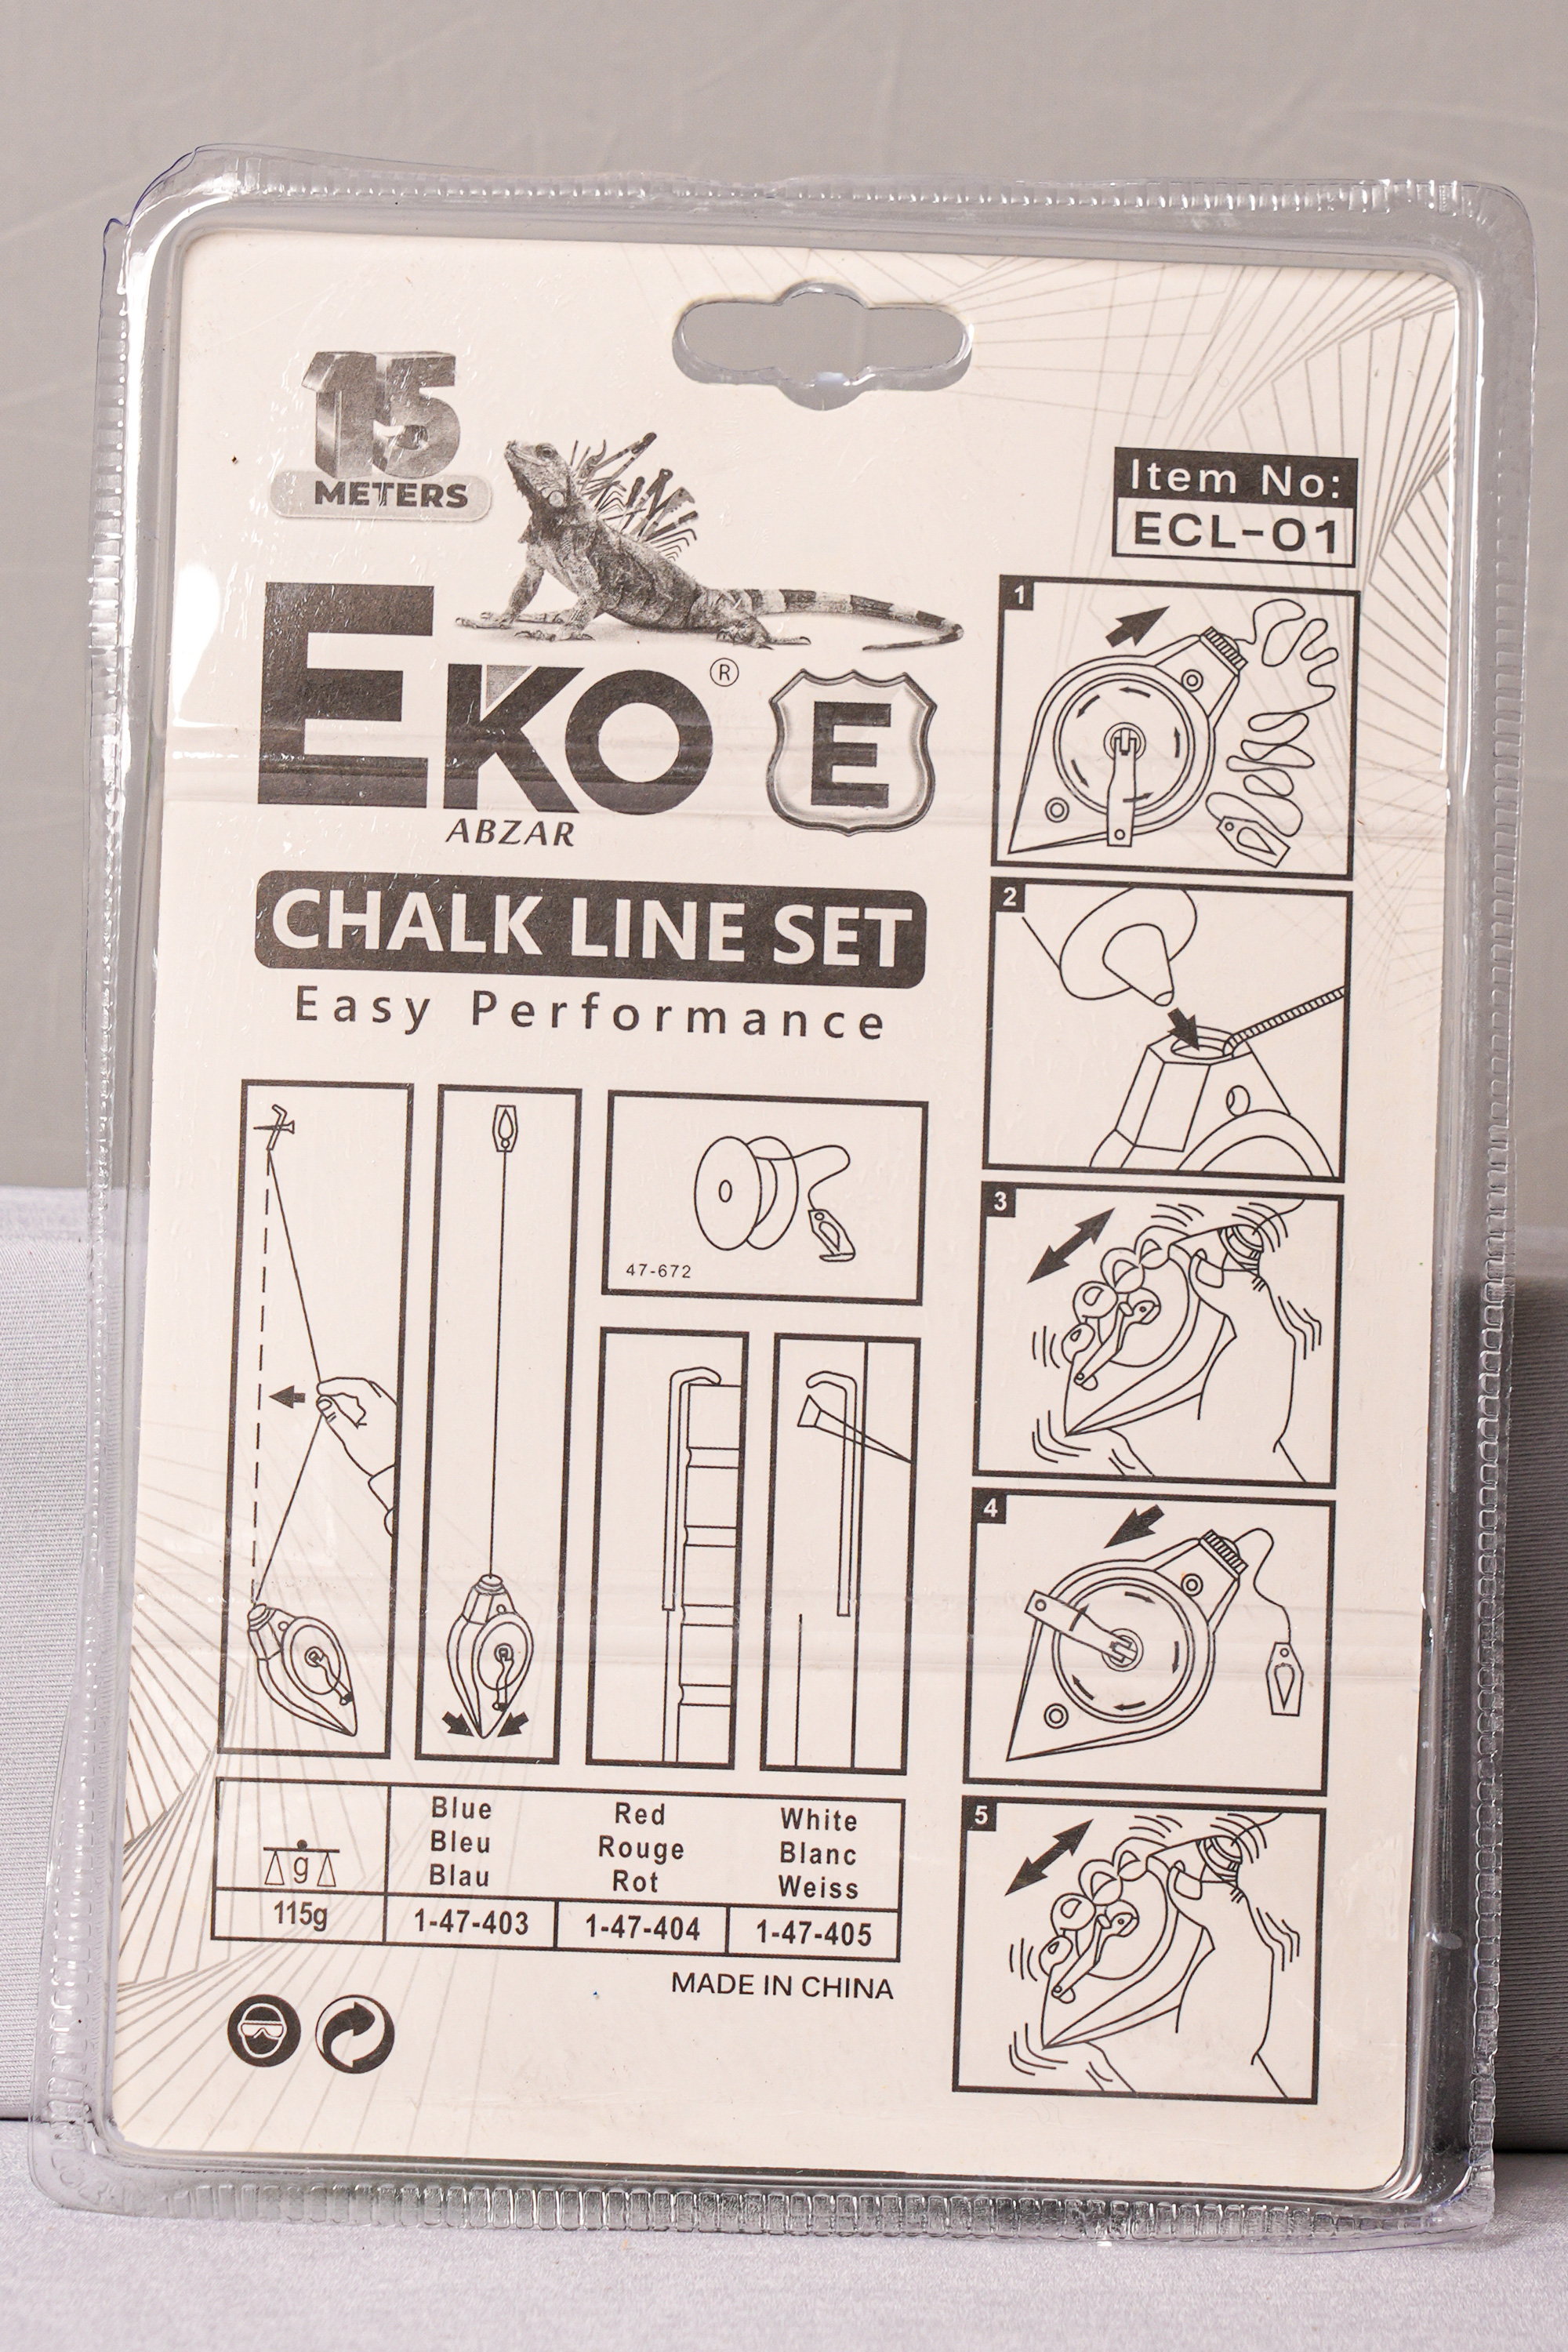 15
METERS
EKO ®
E
ABZAR
CHALK LINE SET
Easy Performance
Item No:
ECL-01
1
2
3
4
5
47-672
g
Blue
Bleu
Blau
Red
Rouge
Rot
White
Blanc
Weiss
115g
1-47-403
1-47-404
1-47-405
MADE IN CHINA